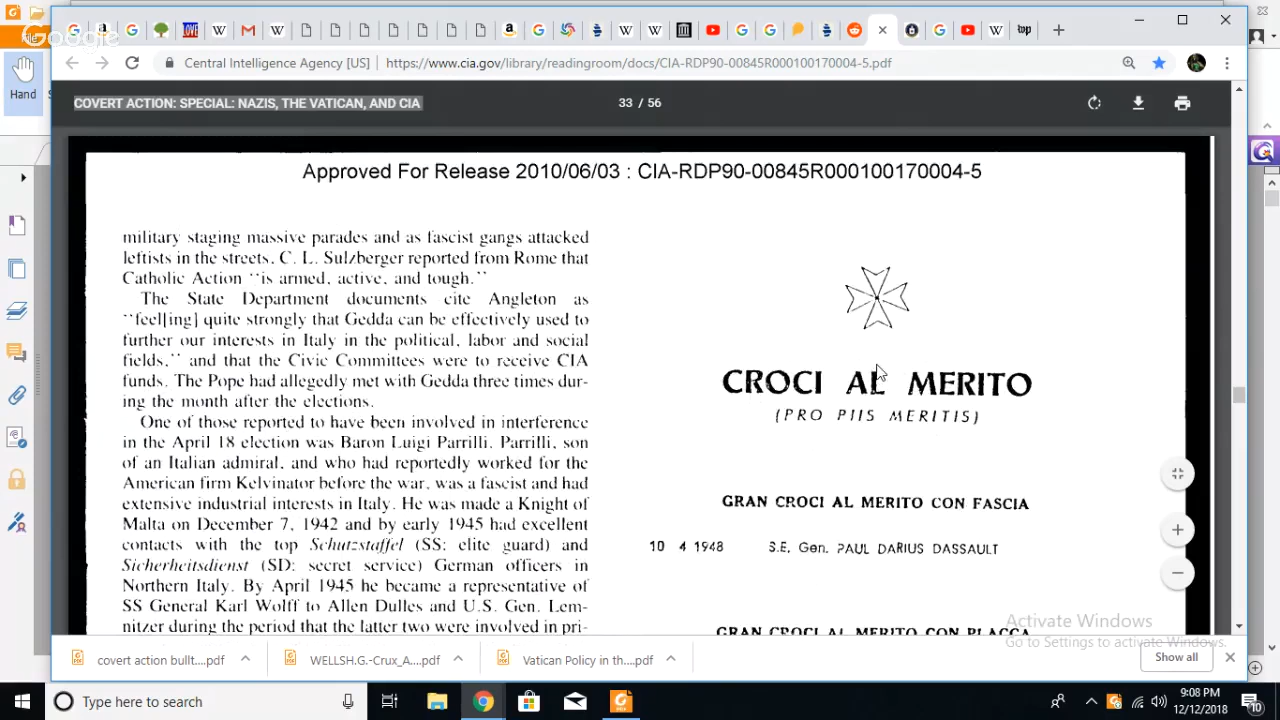 Google
File
Central Intelligence Agency [US]
https://www.cia.gov/library/readingroom/docs/CIA-RDP90-00845R000100170004-5.pdf
Hand
COVERT ACTION: SPECIAL: NAZIS, THE VATICAN, AND CIA
33 / 56
Approved For Release 2010/06/03 : CIA-RDP90-00845R000100170004-5
military staging massive parades and as fascist gangs attacked
leftists in the streets. C. L. Sulzberger reported from Rome that
Catholic Action "is armed, active, and tough."
The State Department documents cite Angleton as
"feel[ing] quite strongly that Gedda can be effectively used to
further our interests in Italy in the political, labor and social
fields," and that the Civic Committees were to receive CIA
funds. The Pope had allegedly met with Gedda three times dur-
ing the month after the elections.
One of those reported to have been involved in interference
in the April 18 election was Baron Luigi Parrilli. Parrilli, son
of an Italian admiral, and who had reportedly worked for the
American firm Kelvinator before the war, was a fascist and had
extensive industrial interests in Italy. He was made a Knight of
Malta on December 7, 1942 and by early 1945 had excellent
contacts with the top Schutzstaffel (SS: elite guard) and
Sicherheitsdienst (SD: secret service) German officers in
Northern Italy. By April 1945 he became a representative of
SS General Karl Wolff to Allen Dulles and U.S. Gen. Lem-
nitzer during the period that the latter two were involved in pri-
CROCI AL MERITO
(PRO PIIS MERITIS)
GRAN CROCI AL MERITO CON FASCIA
10 4 1948 S.E. Gen. PAUL DARIUS DASSAULT
GRAN CROCI AL MERITO CON PLACCA
Activate Windows
Go to Settings to activate Windows.
covert action bullt....pdf
WELLSH.G.-Crux_A....pdf
Vatican Policy in th....pdf
Show all
Type here to search
9:08 PM
12/12/2018
10